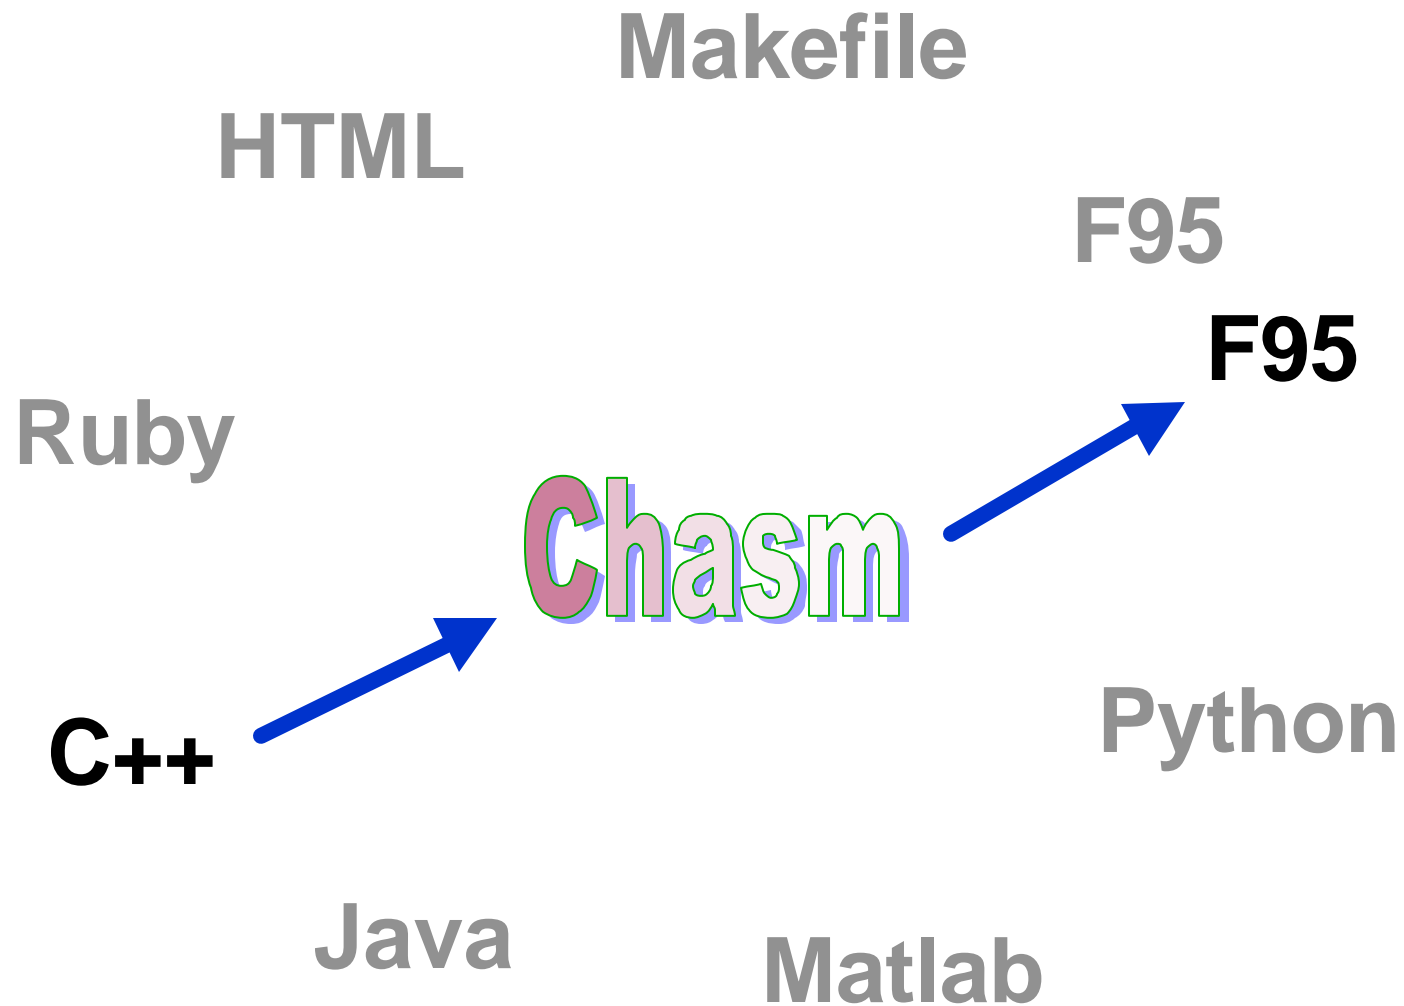 Makefile
HTML
F95
F95
Ruby
Chasm
Python
C++
Java
Matlab